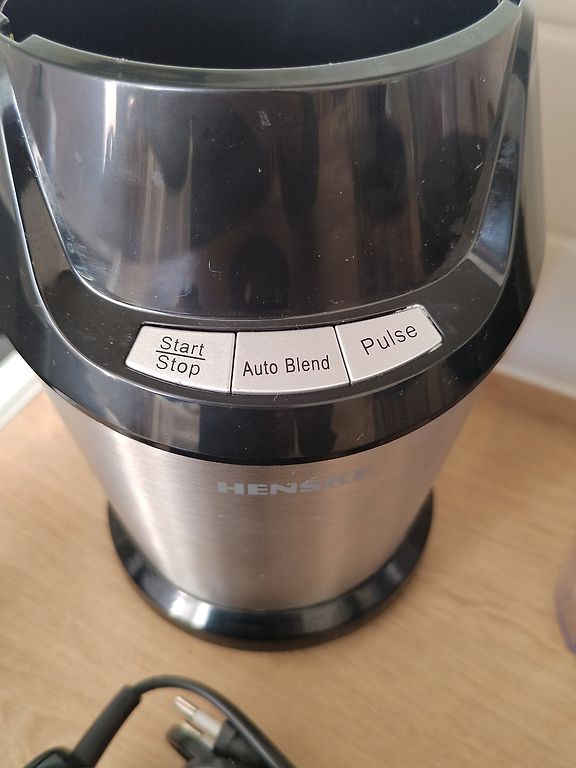 Start
Stop
Auto Blend
Pulse
HENSKE